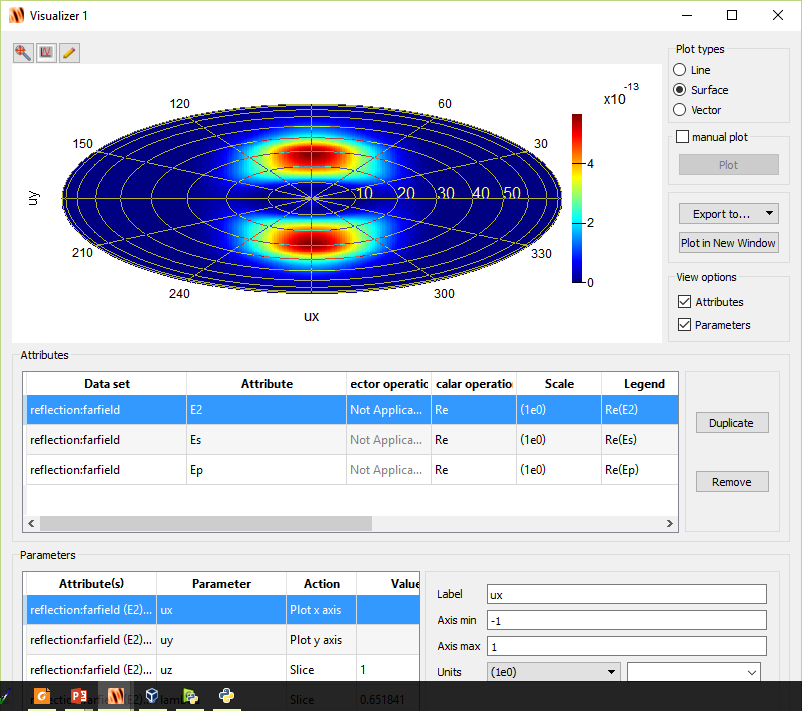 Visualizer 1
Plot types
Line
Surface
Vector
manual plot
Plot
Export to...
Plot in New Window
View options
Attributes
Parameters
x10 -13
120
60
150
30
10 20 30 40 50
4
2
0
uy
210
330
240
300
ux
Attributes
Data set Attribute ector operatic calar operation Scale Legend
reflection:farfield E2 Not Applica... Re (1e0) Re(E2)
reflection:farfield Es Not Applica... Re (1e0) Re(Es)
reflection:farfield Ep Not Applica... Re (1e0) Re(Ep)
Duplicate
Remove
Parameters
Attribute(s) Parameter Action Value
reflection:farfield (E2)... ux Plot x axis
reflection:farfield (E2)... uy Plot y axis
reflection:farfield (E2)... uz Slice 1
Slice 0.651841
Label ux
Axis min -1
Axis max 1
Units (1e0)